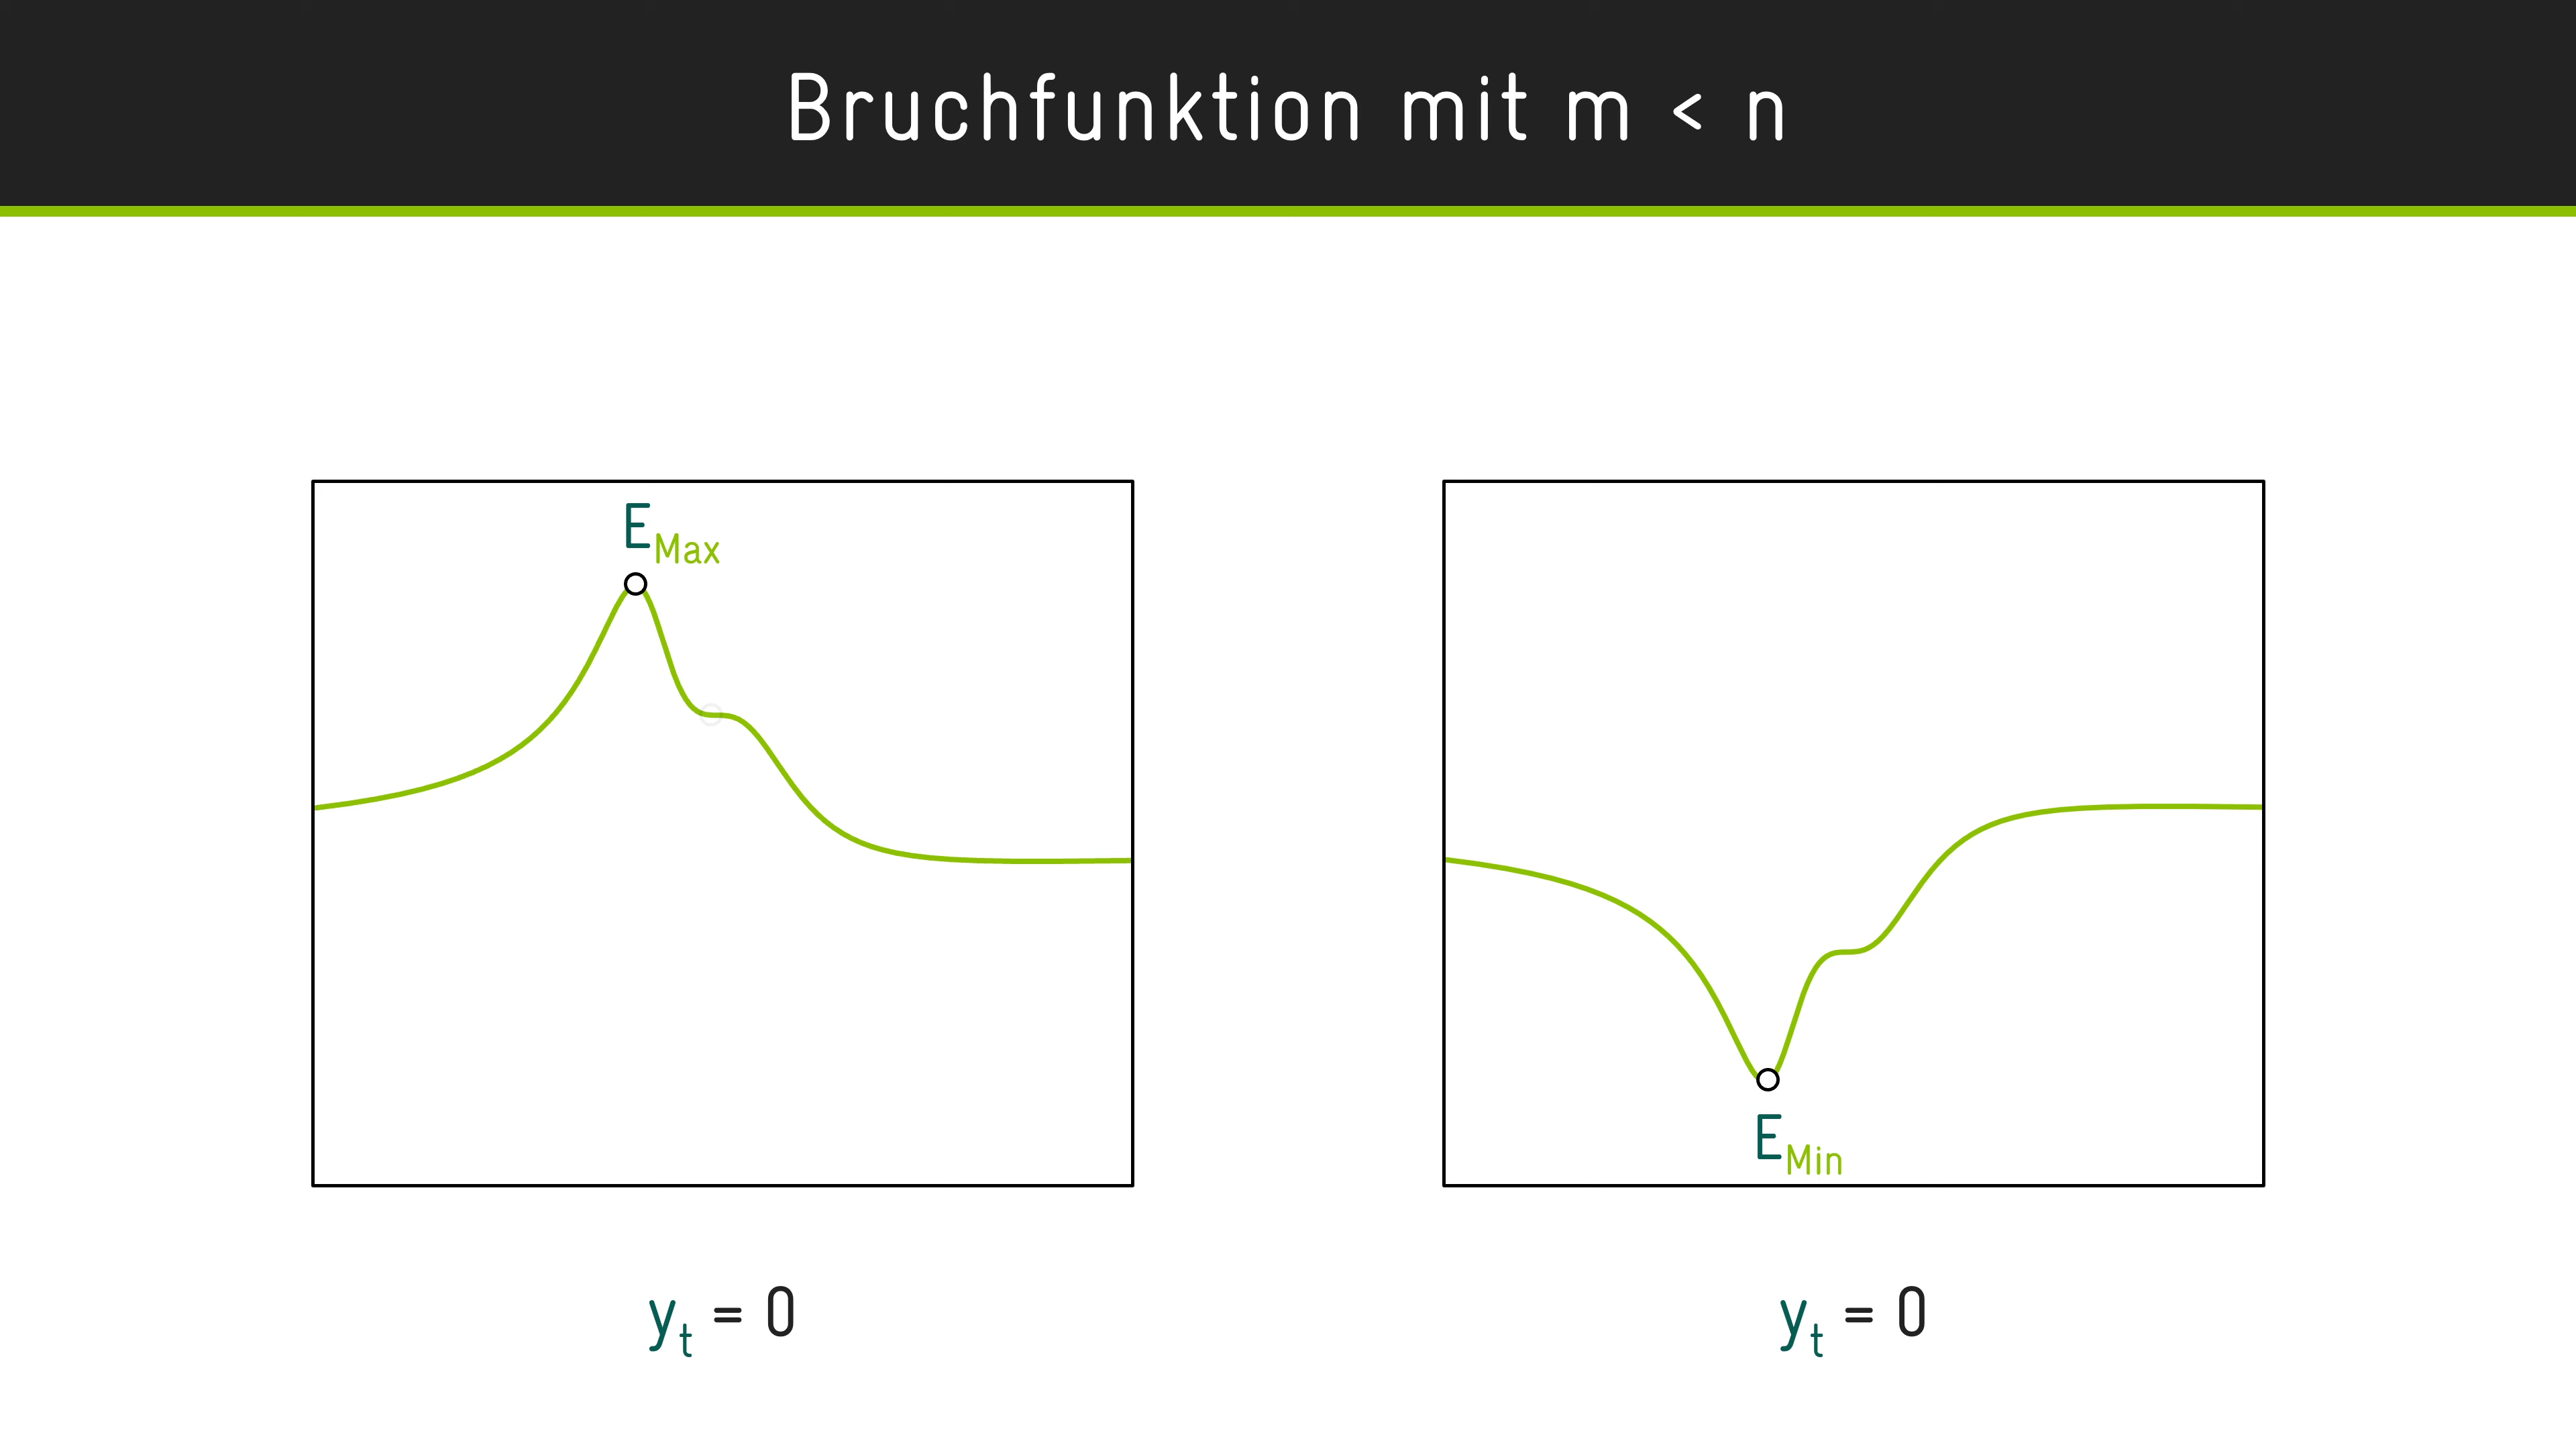 Bruchfunktion mit m < n
E_Max
E_Min
y_t = 0
y_t = 0